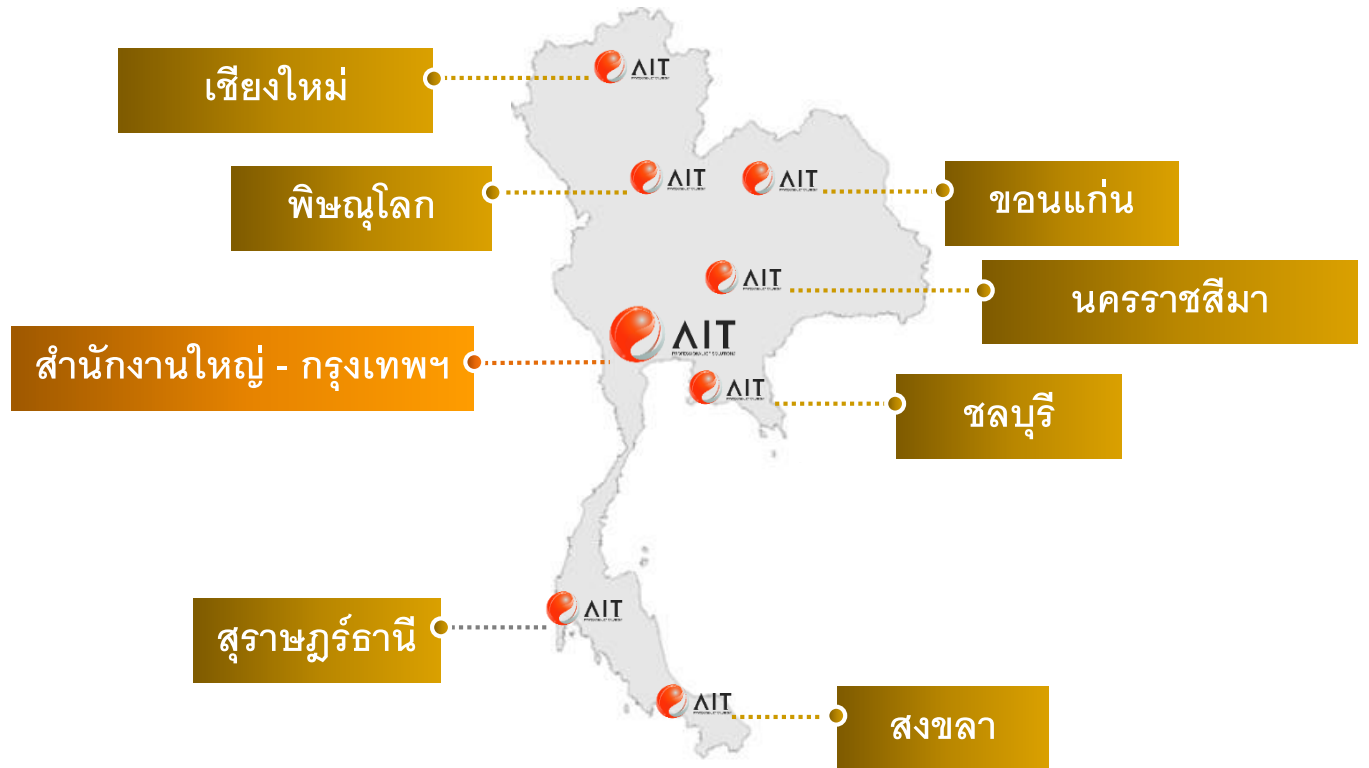 เชียงใหม่
AIT
พิษณุโลก
AIT
AIT
ขอนแก่น
AIT
นครราชสีมา
สำนักงานใหญ่ - กรุงเทพฯ
AIT
PROFESSIONAL ICT SOLUTIONS
AIT
ชลบุรี
สุราษฎร์ธานี
AIT
AIT
สงขลา